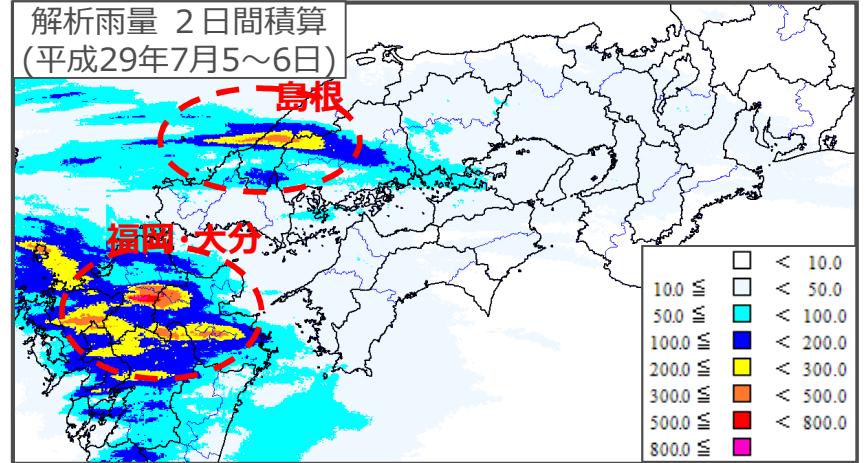 解析雨量 2日間積算
(平成29年7月5～6日)
島根
福岡・大分
< 10.0
10.0 ≦ < 50.0
50.0 ≦ < 100.0
100.0 ≦ < 200.0
200.0 ≦ < 300.0
300.0 ≦ < 500.0
500.0 ≦ < 800.0
800.0 ≦